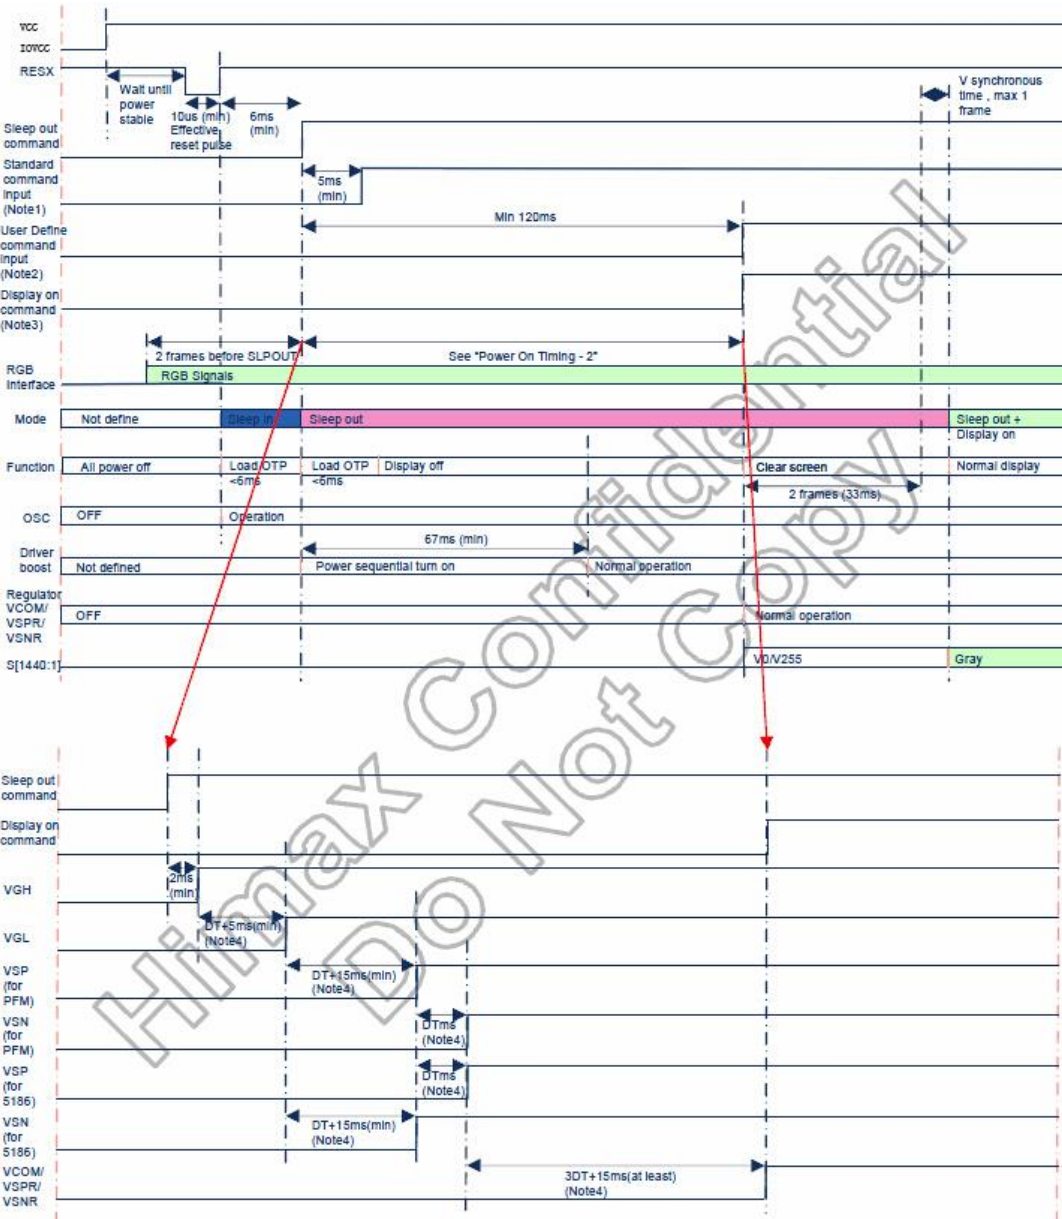 VCC
IOVCC
RESX
Wait until
power
stable
10us (min)
Effective
reset pulse
6ms
(min)
V synchronous
time , max 1
frame
Sleep out
command
Standard
command
input
(Note1)
5ms
(min)
Min 120ms
User Define
command
input
(Note2)
Display on
command
(Note3)
2 frames before SLPOUT
See "Power On Timing - 2"
RGB
Interface
RGB Signals
Mode
Not define
Sleep in
Sleep out
Sleep out +
Display on
Function
All power off
Load OTP
<6ms
Load OTP
<6ms
Display off
Clear screen
Normal display
2 frames (33ms)
OSC
OFF
Operation
67ms (min)
Driver
boost
Not defined
Power sequential turn on
Normal operation
Regulator
VCOM/
VSPR/
VSNR
OFF
Normal operation
S[1440:1]
V0/V255
Gray
Sleep out
command
Display on
command
VGH
2ms
(min)
VGL
DT+5ms(min)
(Note4)
VSP
(for
PFM)
DT+15ms(min)
(Note4)
VSN
(for
PFM)
DTms
(Note4)
VSP
(for
5186)
DTms
(Note4)
VSN
(for
5186)
DT+15ms(min)
(Note4)
VCOM/
VSPR/
VSNR
3DT+15ms(at least)
(Note4)
Himax Confidential
Do Not Copy